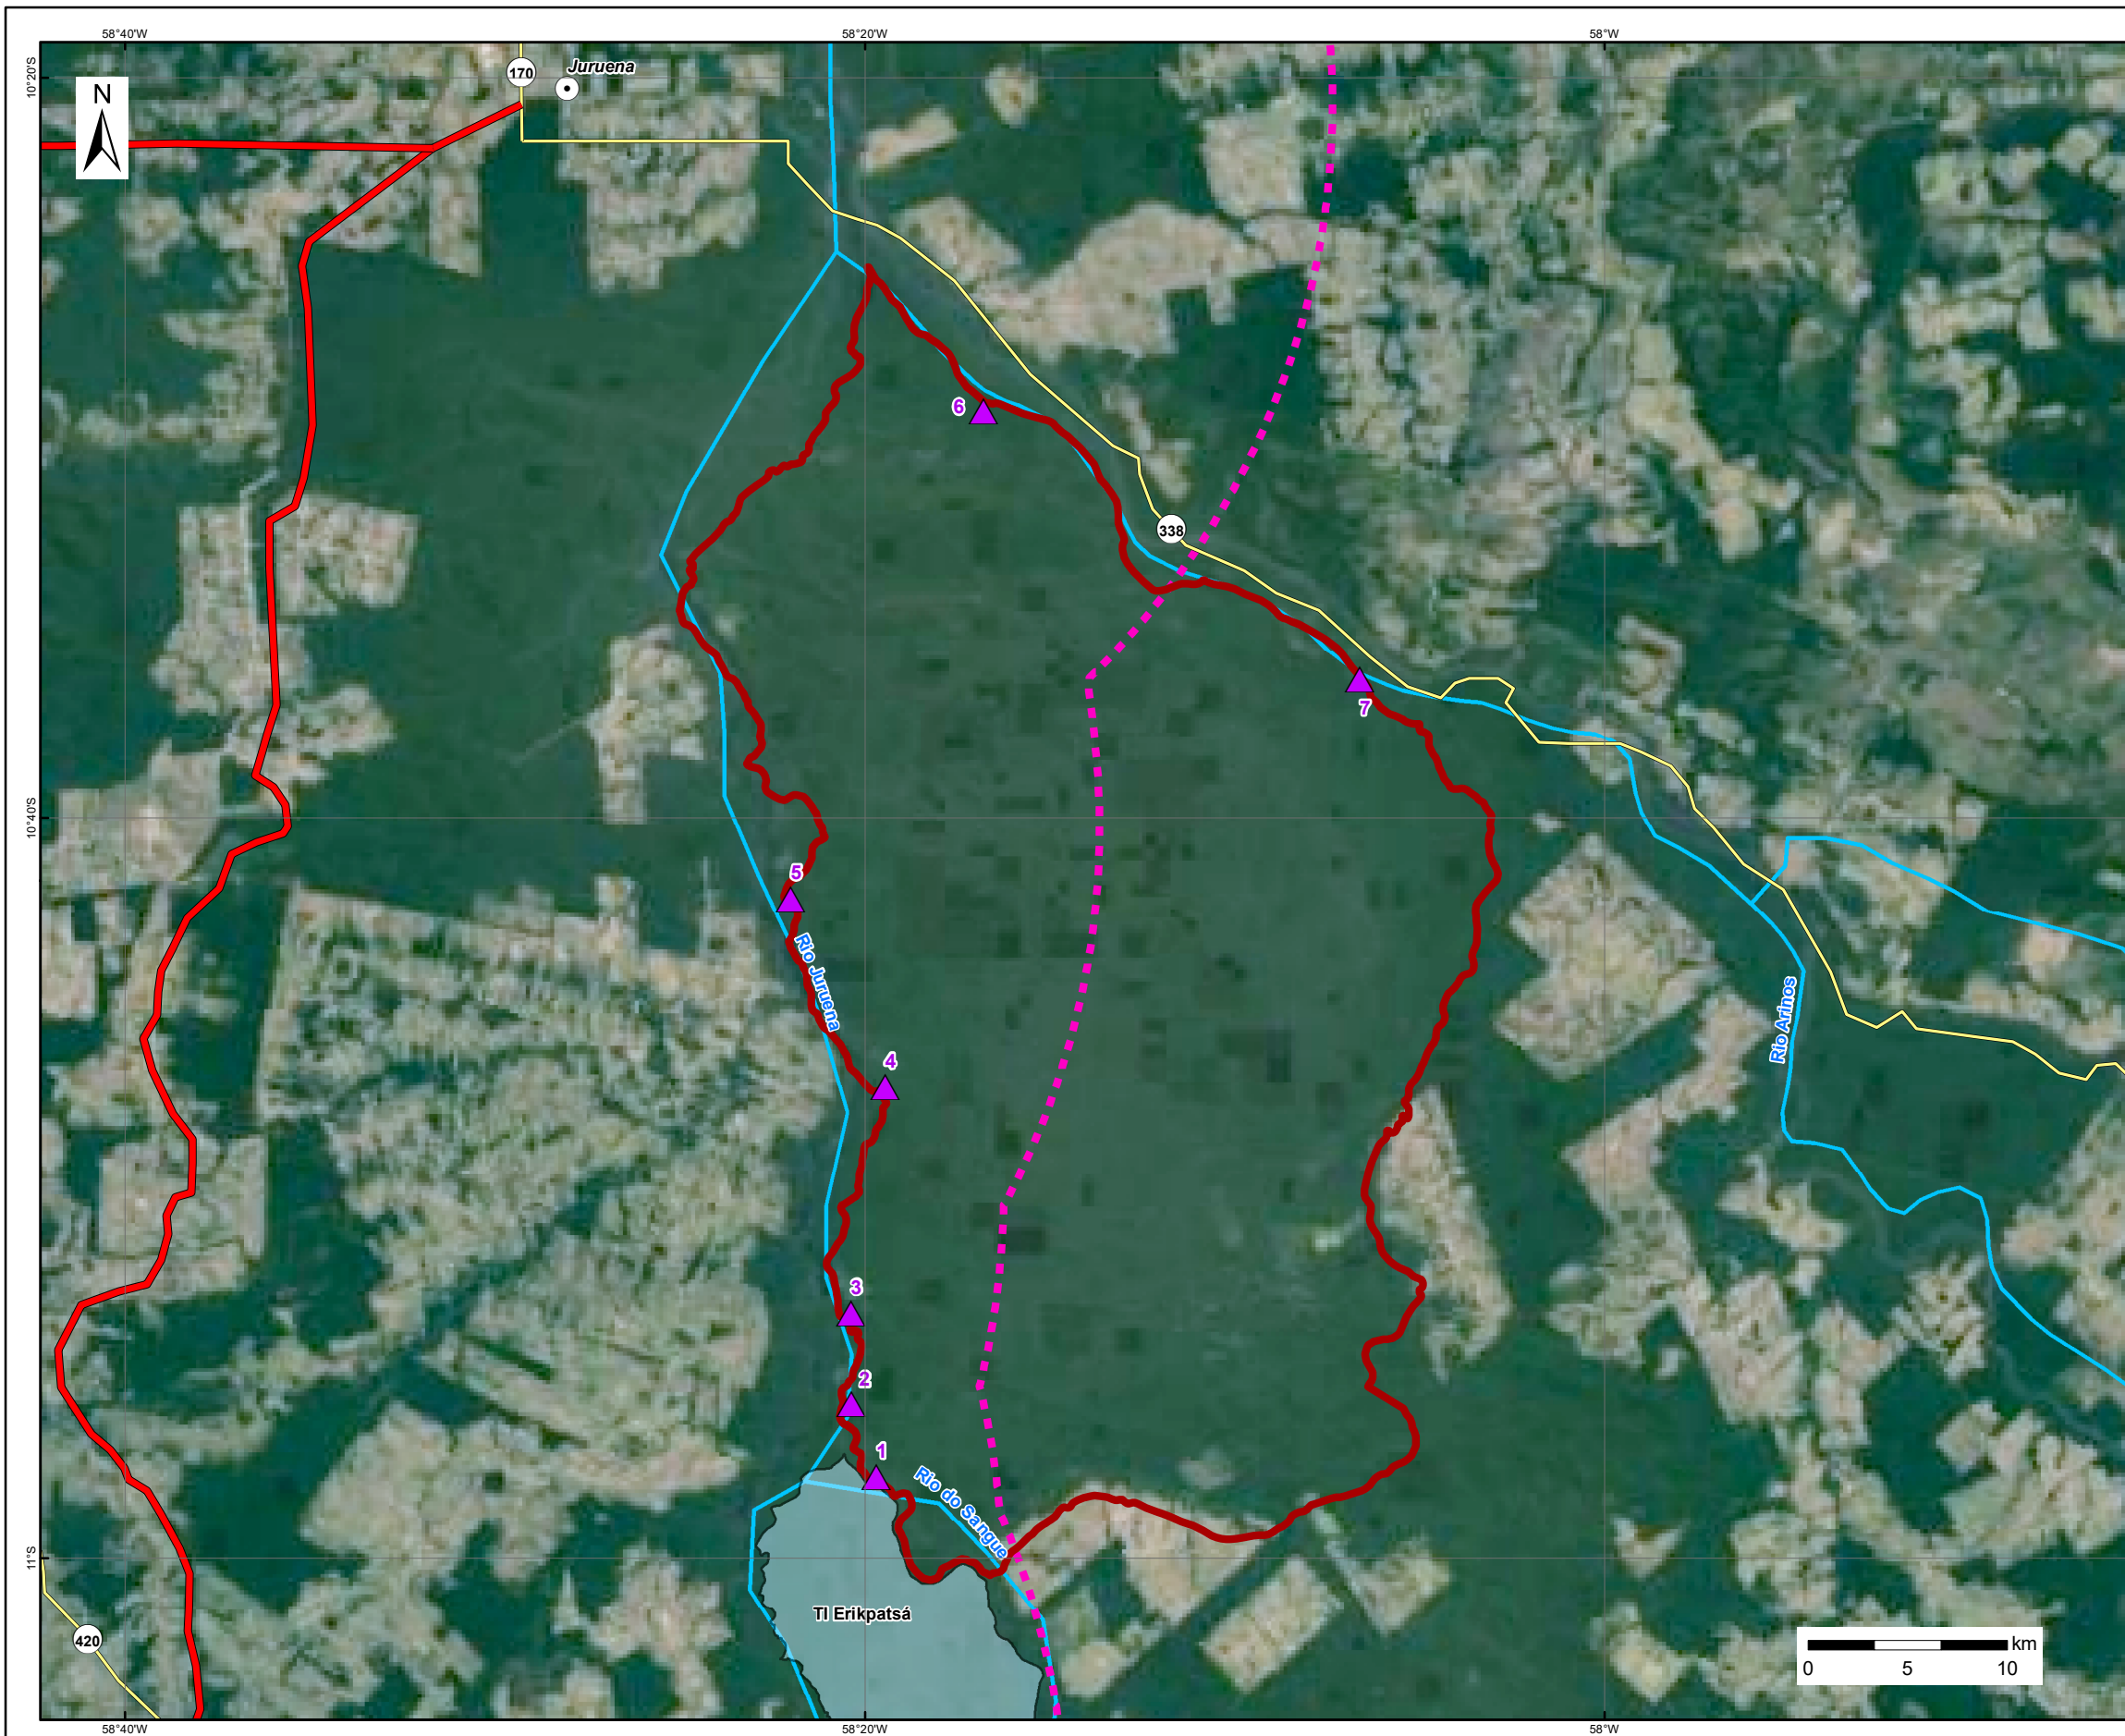 58°40'W
58°20'W
58°W
10°20'S
170
Juruena
N
6
338
7
10°40'S
5
Rio Juruena
Rio Arinos
4
3
2
1
Rio do Sangue
11°S
TI Erikpatsá
420
km
0
5
10
58°40'W
58°20'W
58°W